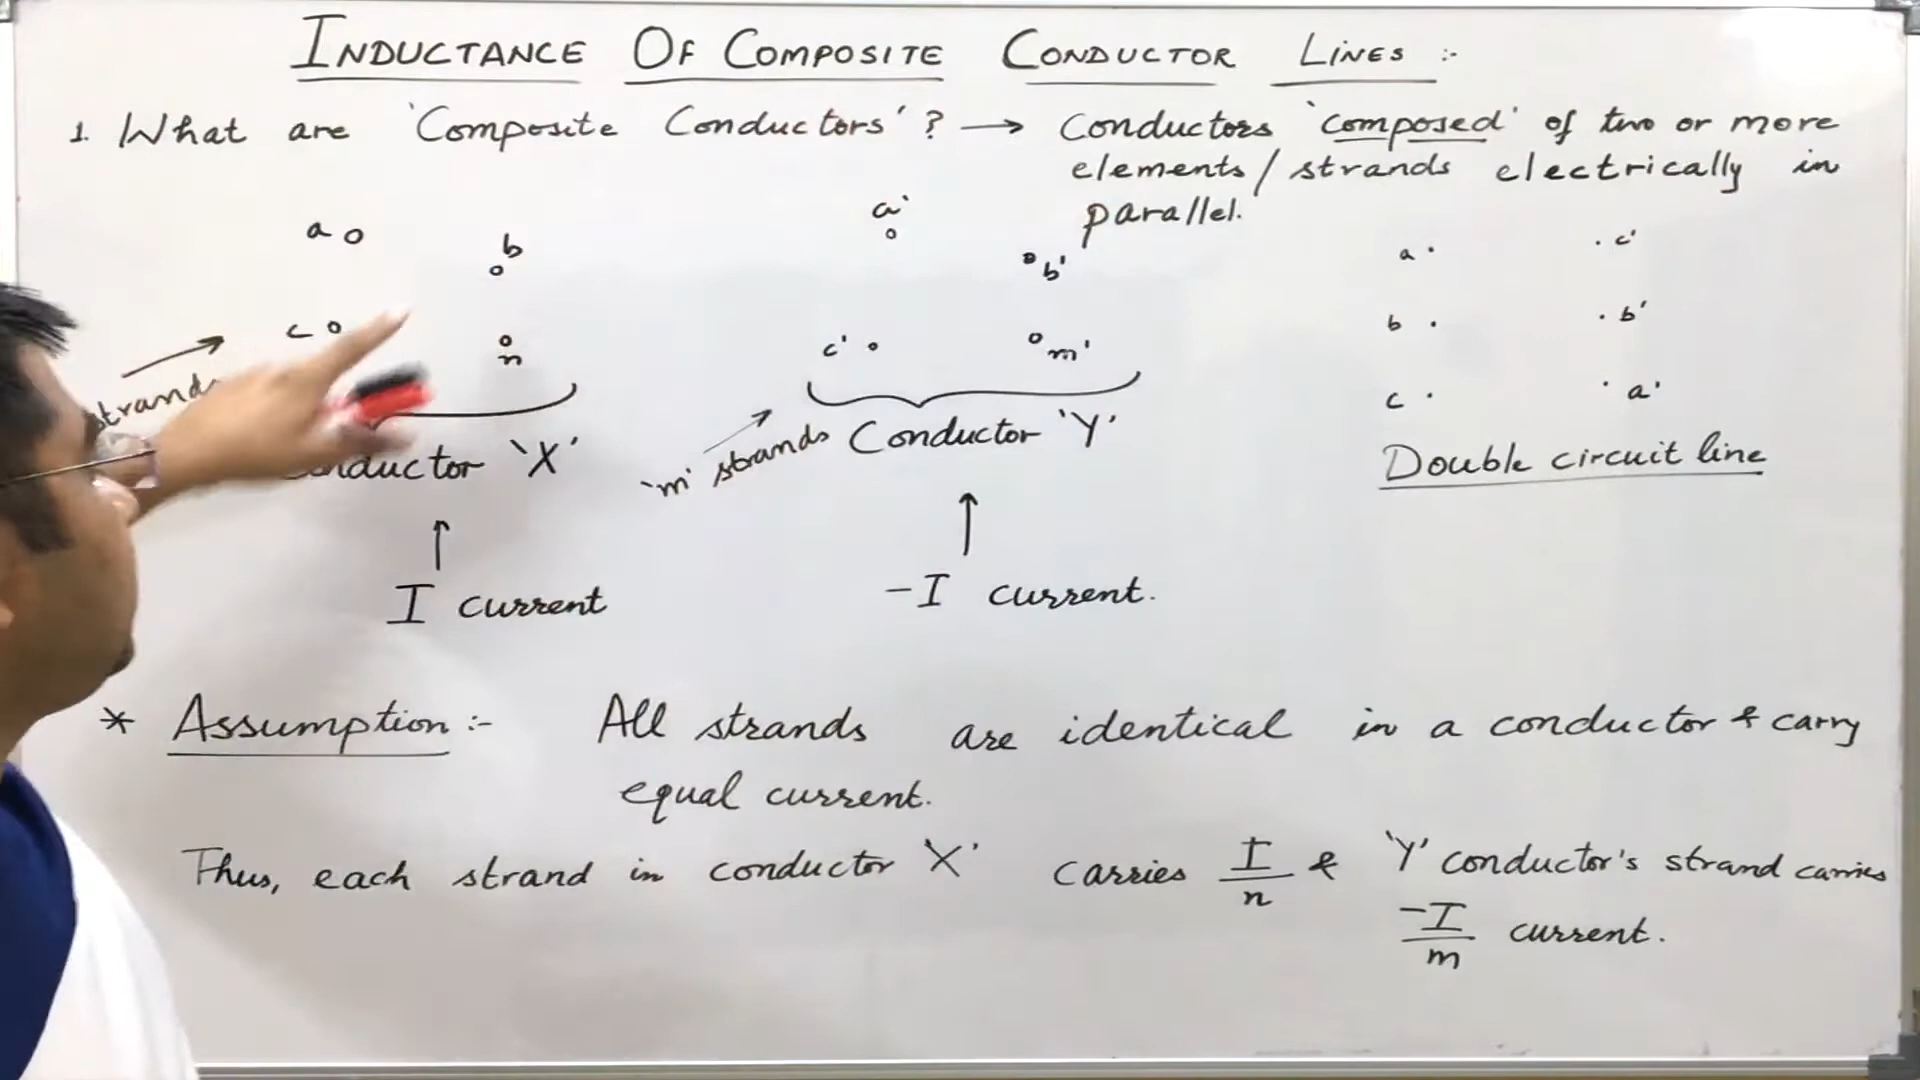 INDUCTANCE OF COMPOSITE CONDUCTOR LINES :-
1. What are 'Composite Conductors' ? → Conductors 'composed' of two or more
elements/strands electrically in
parallel.
a
b
c
n
strands
Conductor 'X'
I current
a'
b'
c'
m'
'm' strands
Conductor 'Y'
-I current.
a c'
b b'
c a'
Double circuit line
* Assumption :- All strands are identical in a conductor & carry
equal current.
Thus, each strand in conductor 'X' carries I/n & 'Y' conductor's strand carries
-I/m current.